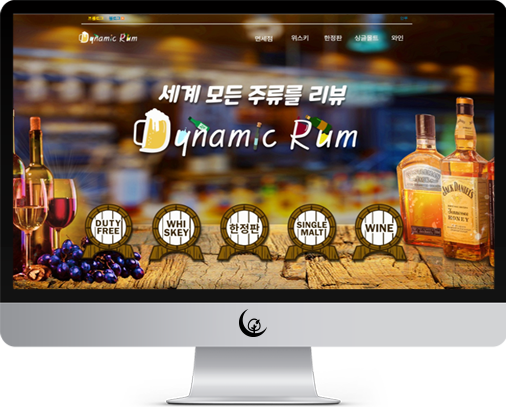 Dynamic Rum
면세점 위스키 한정판 싱글몰트 와인
세계 모든 주류를 리뷰
Dynamic Rum
DUTY FREE
WHI SKEY
한정판
SINGLE MALT
WINE
JACK DANIEL'S
Tennessee
HONEY